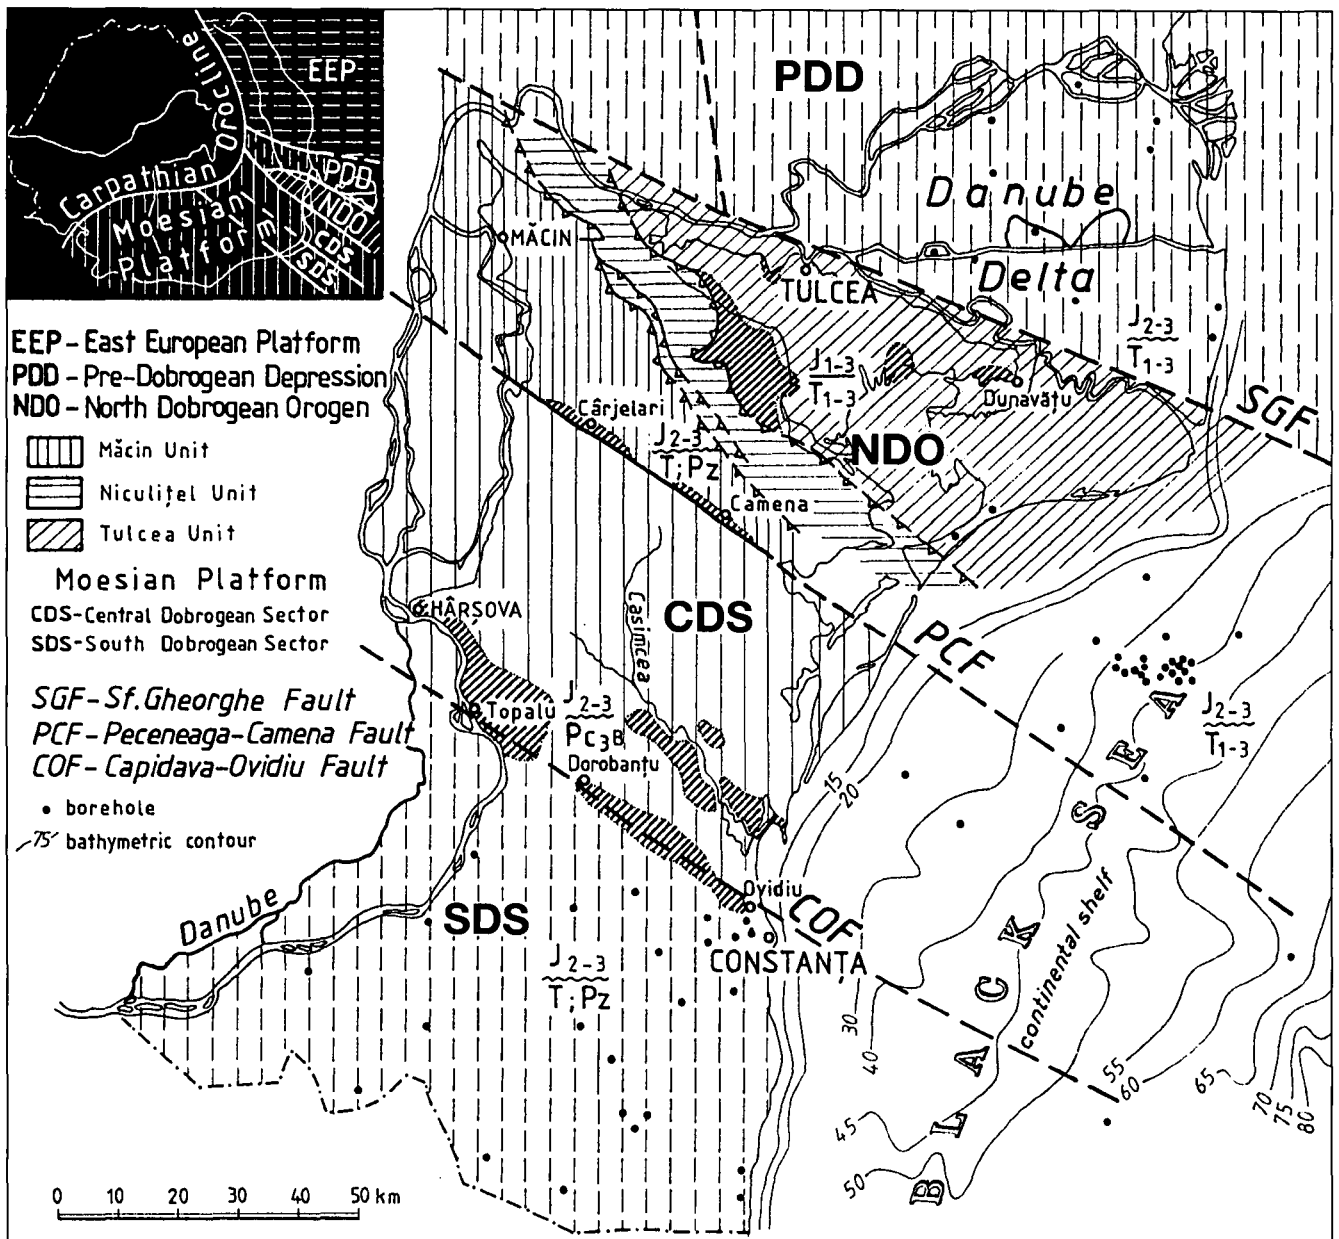 EEP
Carpathian Orocline
PDD
NDO
CDS
SDS
Moesian
Platform
EEP – East European Platform
PDD – Pre-Dobrogean Depression
NDO – North Dobrogean Orogen
Măcin Unit
Niculițel Unit
Tulcea Unit
Moesian Platform
CDS-Central Dobrogean Sector
SDS-South Dobrogean Sector
SGF – Sf. Gheorghe Fault
PCF – Peceneaga-Camena Fault
COF – Capidava-Ovidiu Fault
borehole
75 bathymetric contour
PDD
Danube
Delta
MĂCIN
TULCEA
J2-3
T1-3
SGF
J1-3
T1-3
Dunavățu
Cârjelari
J2-3
T; Pz
NDO
Camena
HÂRȘOVA
Casimcea
CDS
PCF
Topalu
J2-3
Pc3B
Dorobanțu
J2-3
T1-3
15
20
Danube
SDS
Ovidiu
COF
CONSTANȚA
J2-3
T; Pz
BLACK SEA
continental shelf
30
40
45
50
55
60
65
70
75
80
0 10 20 30 40 50 km